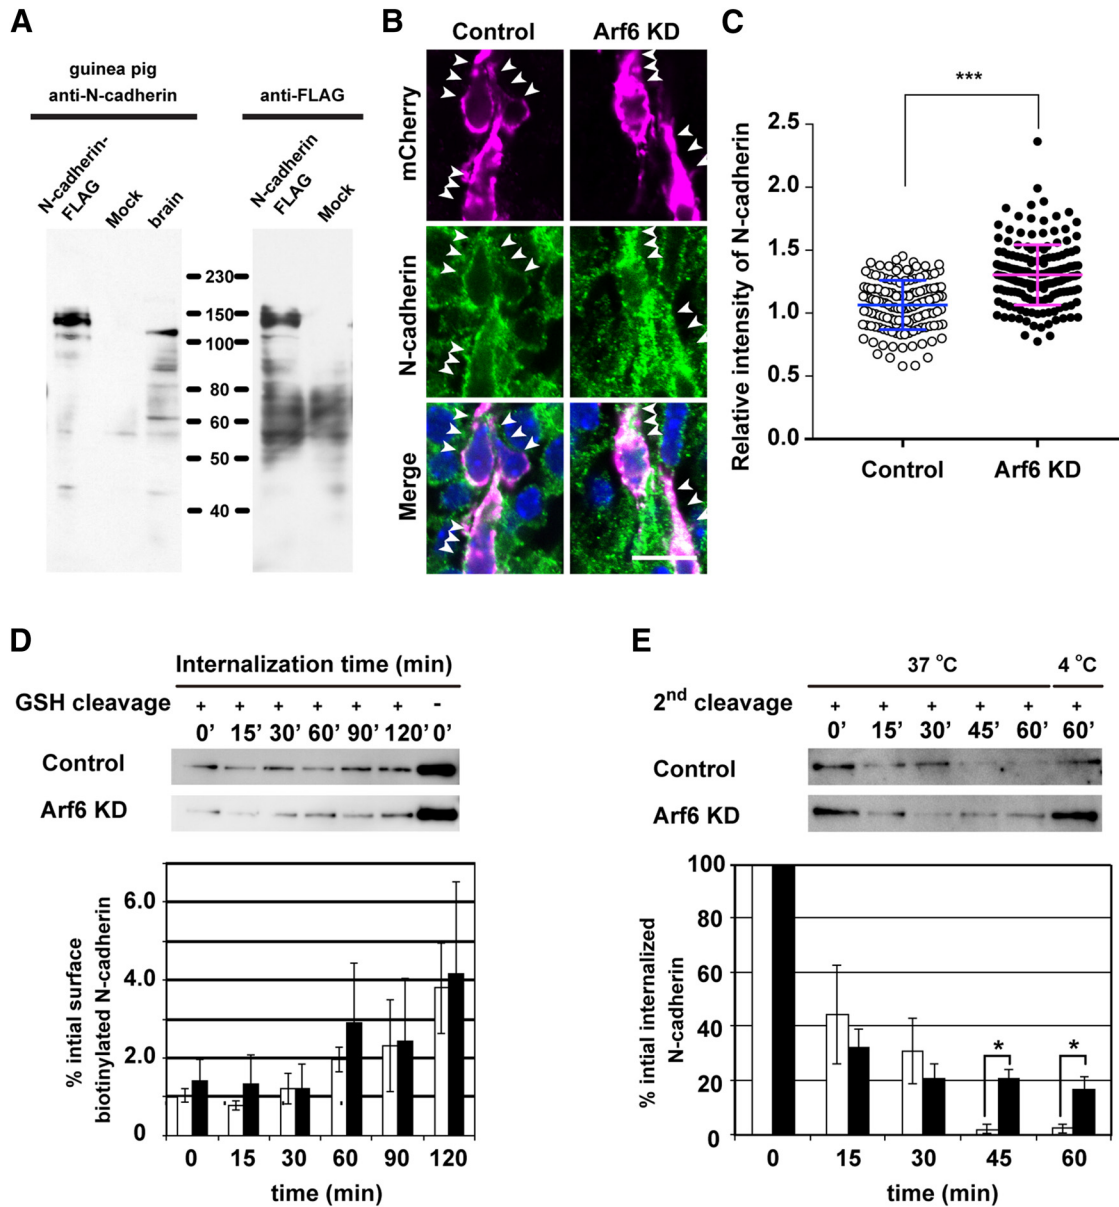 A
guinea pig
anti-N-cadherin
anti-FLAG
N-cadherin-
FLAG
Mock
brain
N-cadherin
FLAG
Mock
230
150
100
80
60
50
40
B
Control
Arf6 KD
mCherry
N-cadherin
Merge
C
***
Relative intensity of N-cadherin
2.5
2.0
1.5
1.0
0.5
0.0
Control
Arf6 KD
D
Internalization time (min)
GSH cleavage + + + + + + -
0’ 15’ 30’ 60’ 90’ 120’ 0’
Control
Arf6 KD
% intial surface
biotinylated N-cadherin
6.0
4.0
2.0
0
0 15 30 60 90 120
time (min)
E
37 °C
4 °C
2nd cleavage + + + + + +
0’ 15’ 30’ 45’ 60’ 60’
Control
Arf6 KD
% intial internalized
N-cadherin
100
80
60
40
20
0
* *
0 15 30 45 60
time (min)